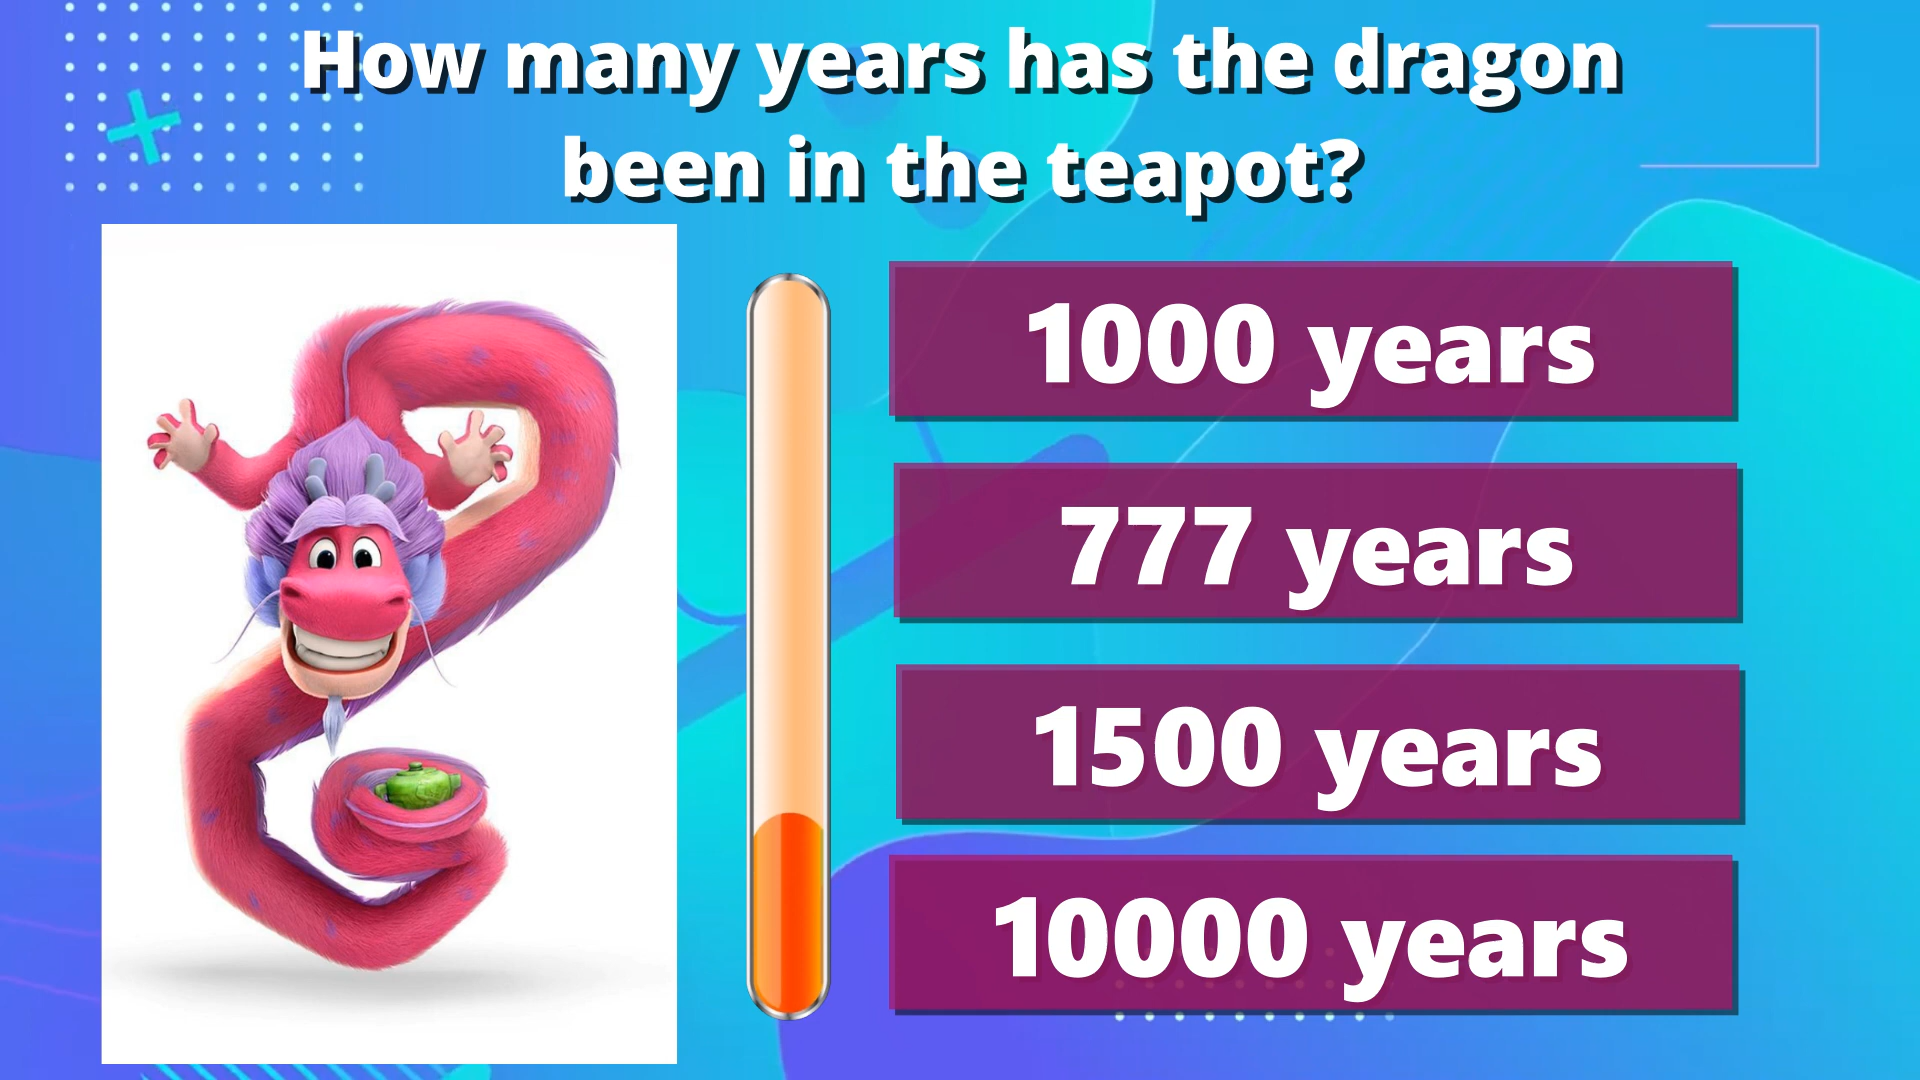 How many years has the dragon
been in the teapot?
1000 years
777 years
1500 years
10000 years